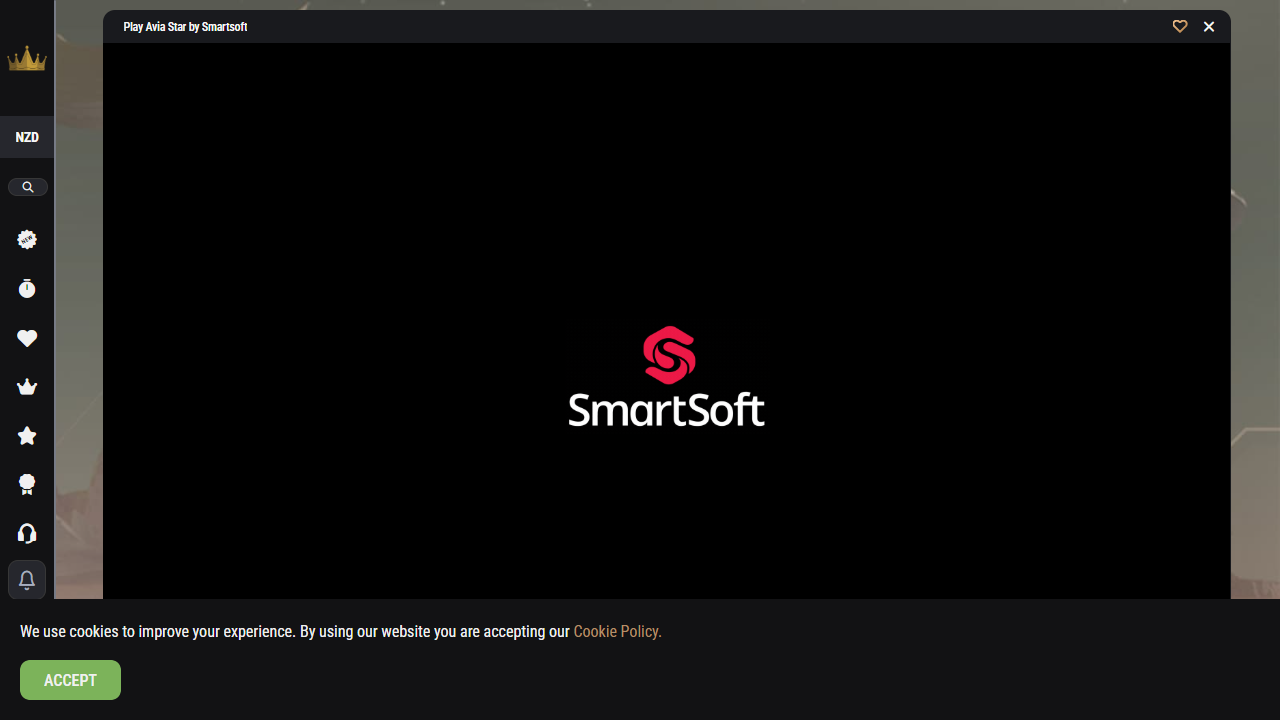 Play Avia Star by Smartsoft
NZD
NEW
SmartSoft
We use cookies to improve your experience. By using our website you are accepting our Cookie Policy.
ACCEPT